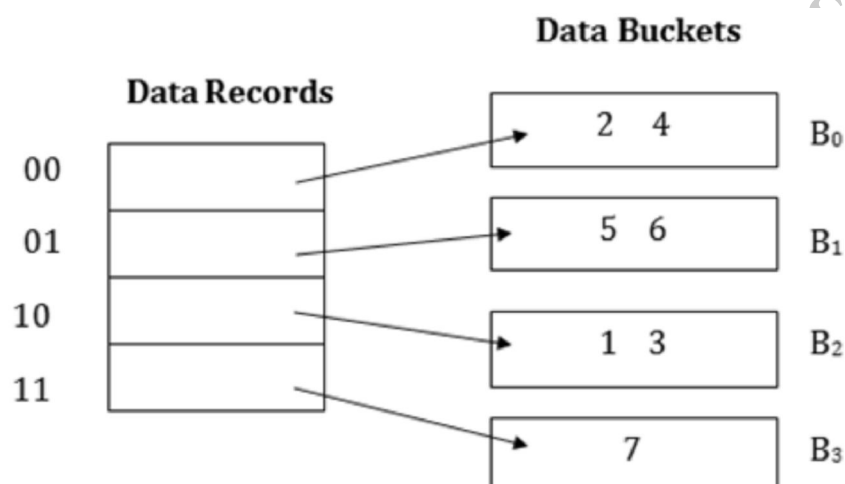 Data Buckets
Data Records
00
01
10
11
2 4
B₀
5 6
B₁
1 3
B₂
7
B₃